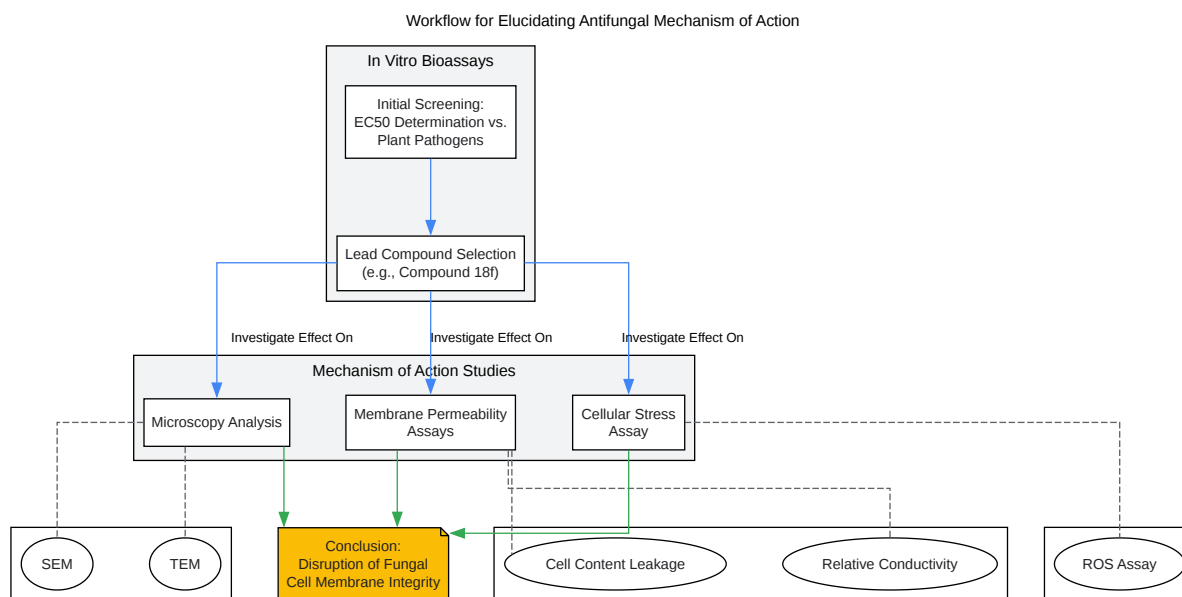 Workflow for Elucidating Antifungal Mechanism of Action
In Vitro Bioassays
Initial Screening:
EC50 Determination vs.
Plant Pathogens
Lead Compound Selection
(e.g., Compound 18f)
Investigate Effect On
Investigate Effect On
Investigate Effect On
Mechanism of Action Studies
Microscopy Analysis
Membrane Permeability
Assays
Cellular Stress
Assay
SEM
TEM
Conclusion:
Disruption of Fungal
Cell Membrane Integrity
Cell Content Leakage
Relative Conductivity
ROS Assay